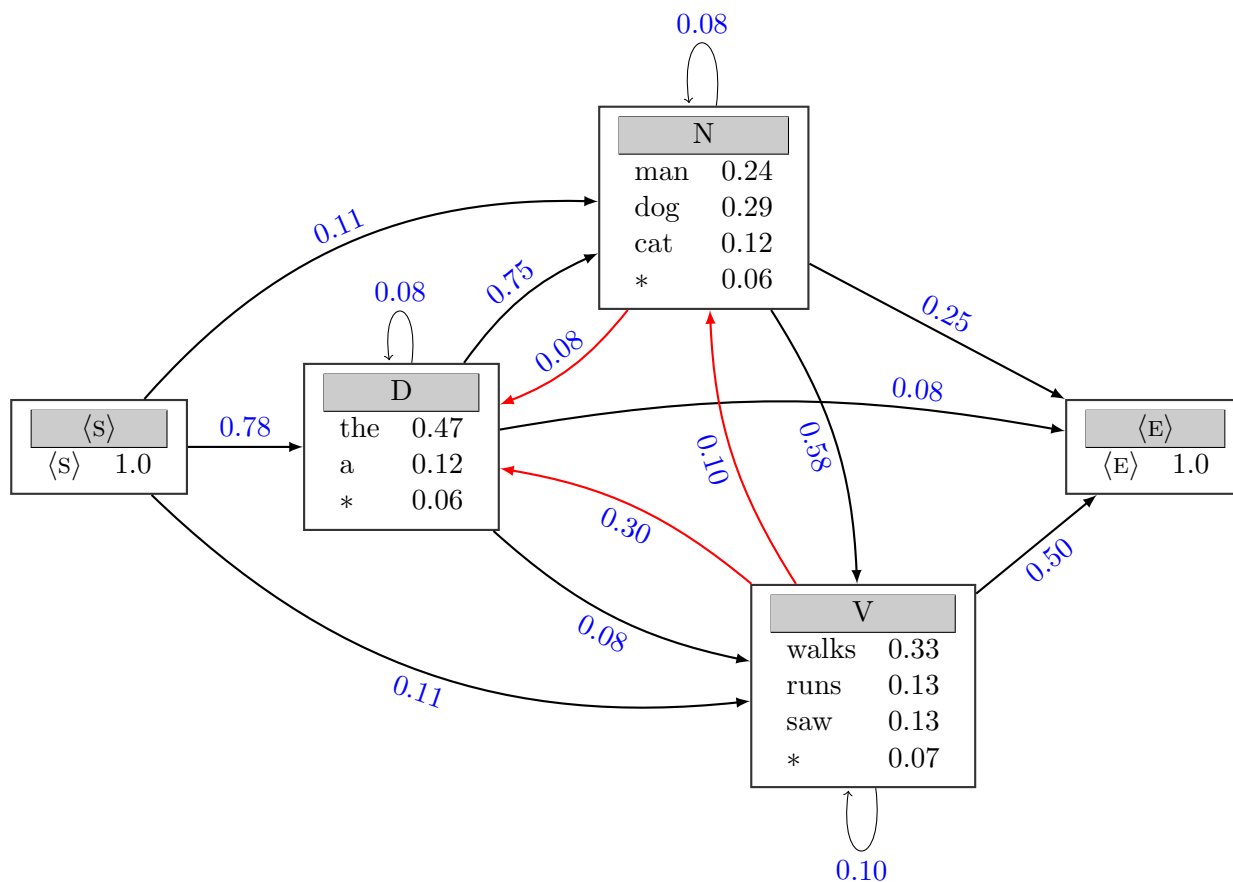 0.08
N
man 0.24
dog 0.29
cat 0.12
* 0.06
0.11
0.75
0.08
0.08
0.25
D
the 0.47
a 0.12
* 0.06
⟨S⟩
⟨S⟩ 1.0
0.78
0.08
⟨E⟩
⟨E⟩ 1.0
0.58
0.10
0.30
0.50
0.08
V
walks 0.33
runs 0.13
saw 0.13
* 0.07
0.11
0.10